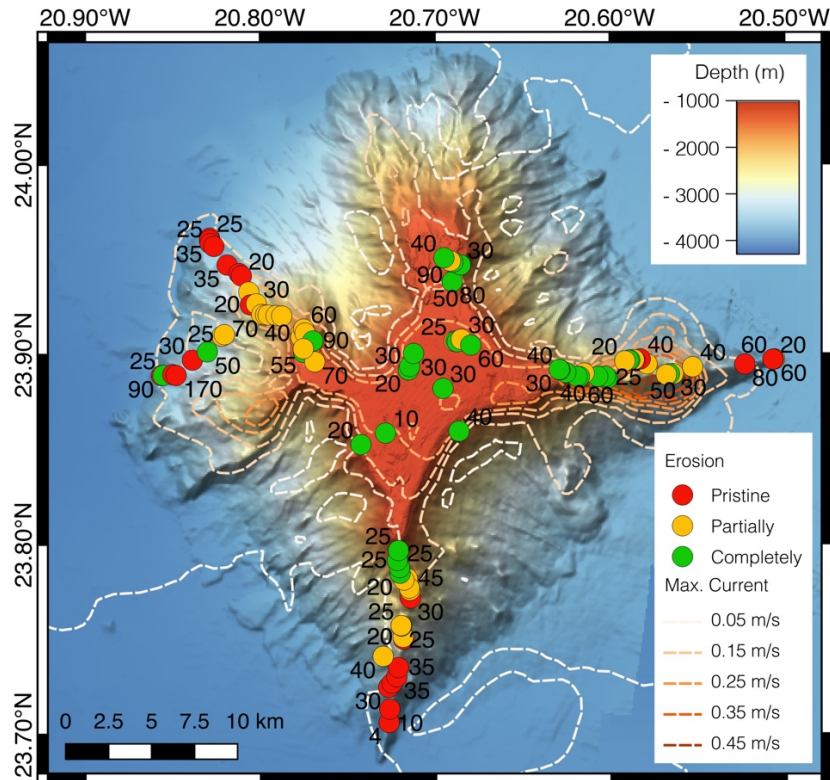 20.90°W 20.80°W 20.70°W 20.60°W 20.50°W
24.00°N
23.90°N
23.80°N
23.70°N
Depth (m)
- 1000
- 2000
- 3000
- 4000
25 25
35
35 20
20 30
70 40 60
25 90
30 50 55 70
25
90 170
40 30
90
50 80
25 30
60
30 30
20 30
20 10 40
40 20 40 40 60 20
30 25
40 60 50 30 80 60
25 25
25
20 45
25 30
20 25
40 35
30 35
10
4
Erosion
Pristine
Partially
Completely
Max. Current
0.05 m/s
0.15 m/s
0.25 m/s
0.35 m/s
0.45 m/s
0 2.5 5 7.5 10 km